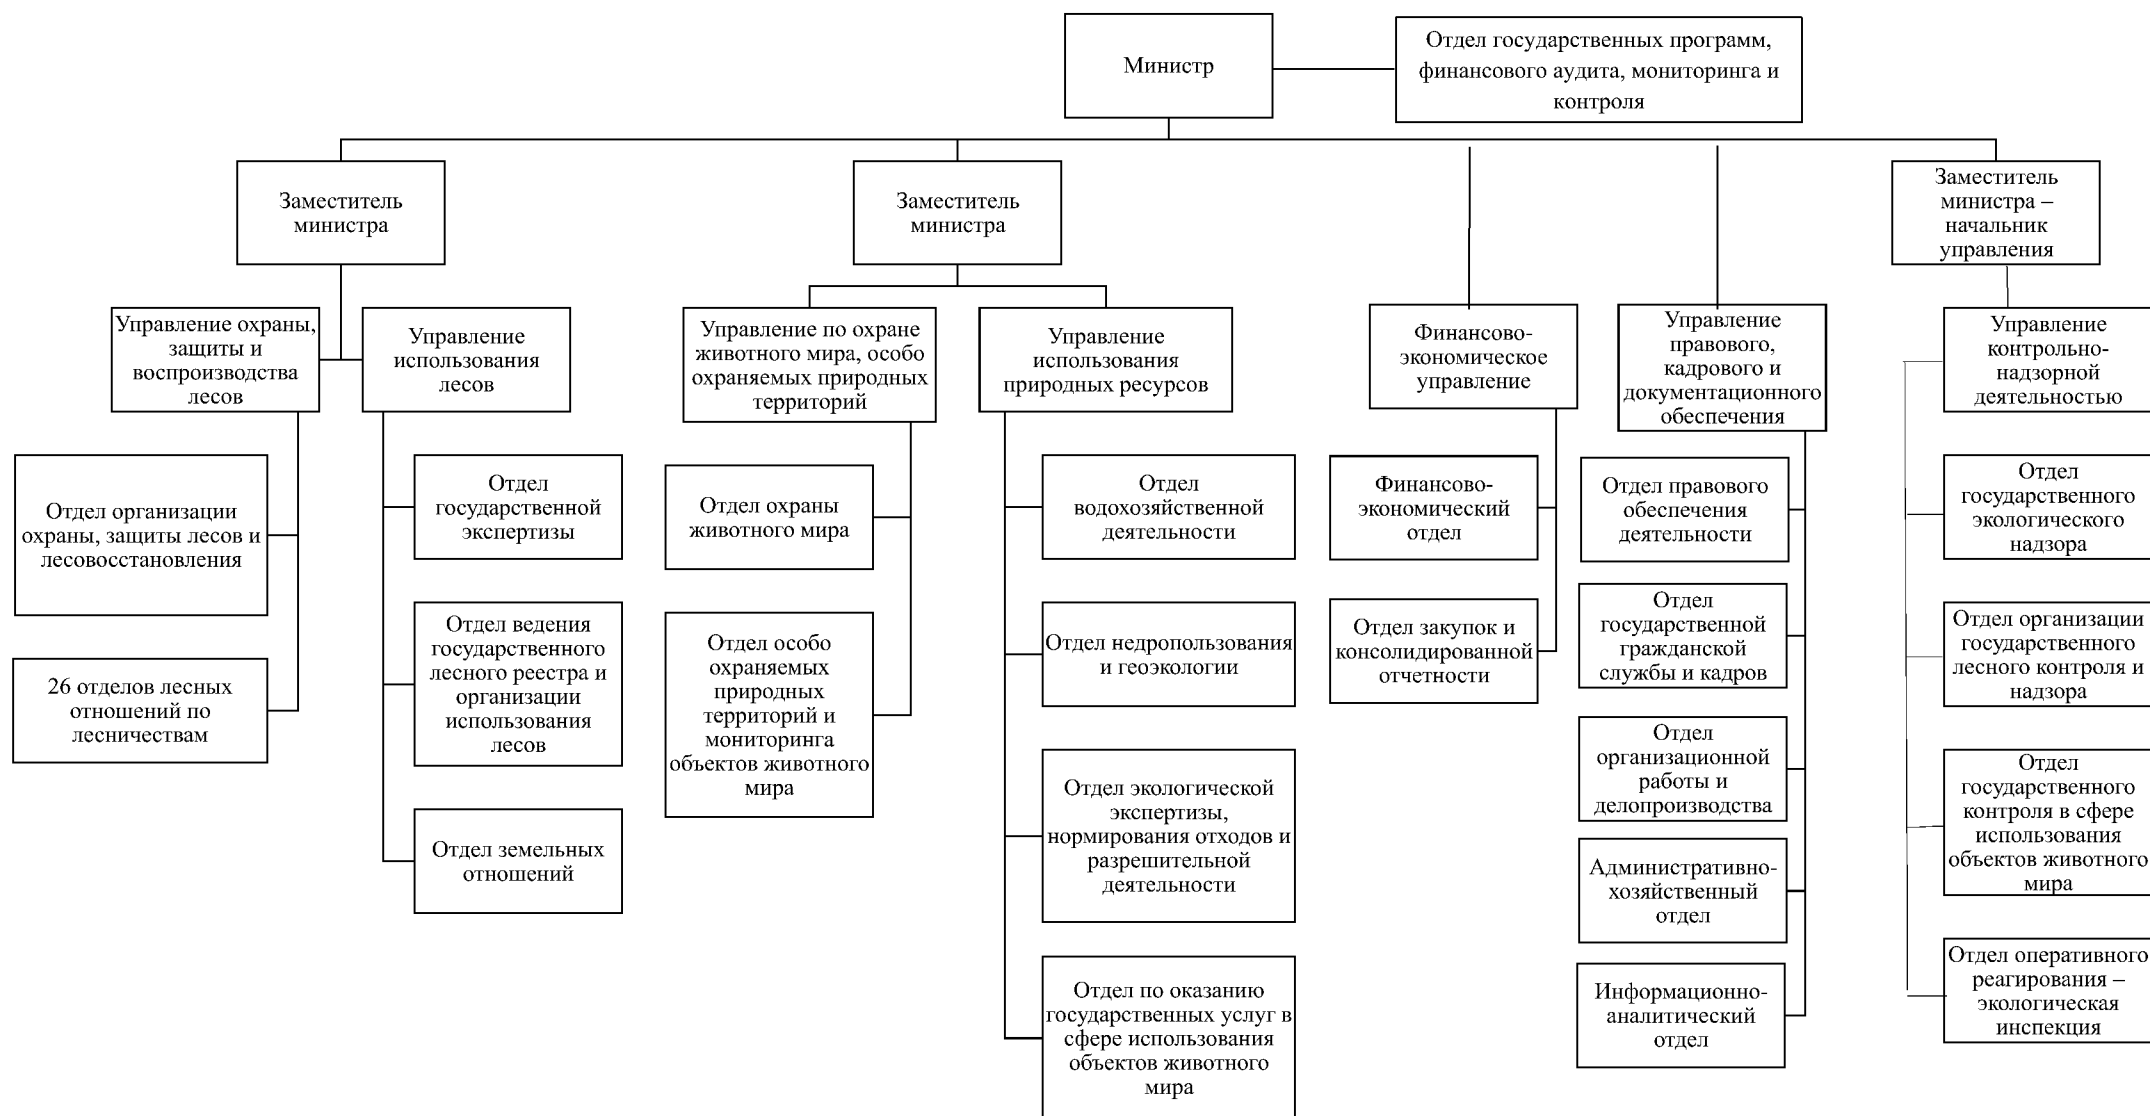 Министр
Отдел государственных программ,
финансового аудита, мониторинга и
контроля
Заместитель
министра
Заместитель
министра
Заместитель
министра –
начальник
управления
Управление охраны,
защиты и
воспроизводства
лесов
Управление
использования
лесов
Управление по охране
животного мира, особо
охраняемых природных
территорий
Управление
использования
природных ресурсов
Финансово-
экономическое
управление
Управление
правового,
кадрового и
документационного
обеспечения
Управление
контрольно-
надзорной
деятельностью
Отдел организации
охраны, защиты лесов и
лесовосстановления
26 отделов лесных
отношений по
лесничествам
Отдел
государственной
экспертизы
Отдел ведения
государственного
лесного реестра и
организации
использования
лесов
Отдел земельных
отношений
Отдел охраны
животного мира
Отдел особо
охраняемых
природных
территорий и
мониторинга
объектов животного
мира
Отдел
водохозяйственной
деятельности
Отдел недропользования
и геоэкологии
Отдел экологической
экспертизы,
нормирования отходов и
разрешительной
деятельности
Отдел по оказанию
государственных услуг в
сфере использования
объектов животного
мира
Финансово-
экономический
отдел
Отдел закупок и
консолидированной
отчетности
Отдел правового
обеспечения
деятельности
Отдел
государственной
гражданской
службы и кадров
Отдел
организационной
работы и
делопроизводства
Административно-
хозяйственный
отдел
Информационно-
аналитический
отдел
Отдел
государственного
экологического
надзора
Отдел организации
государственного
лесного контроля и
надзора
Отдел
государственного
контроля в сфере
использования
объектов животного
мира
Отдел оперативного
реагирования –
экологическая
инспекция